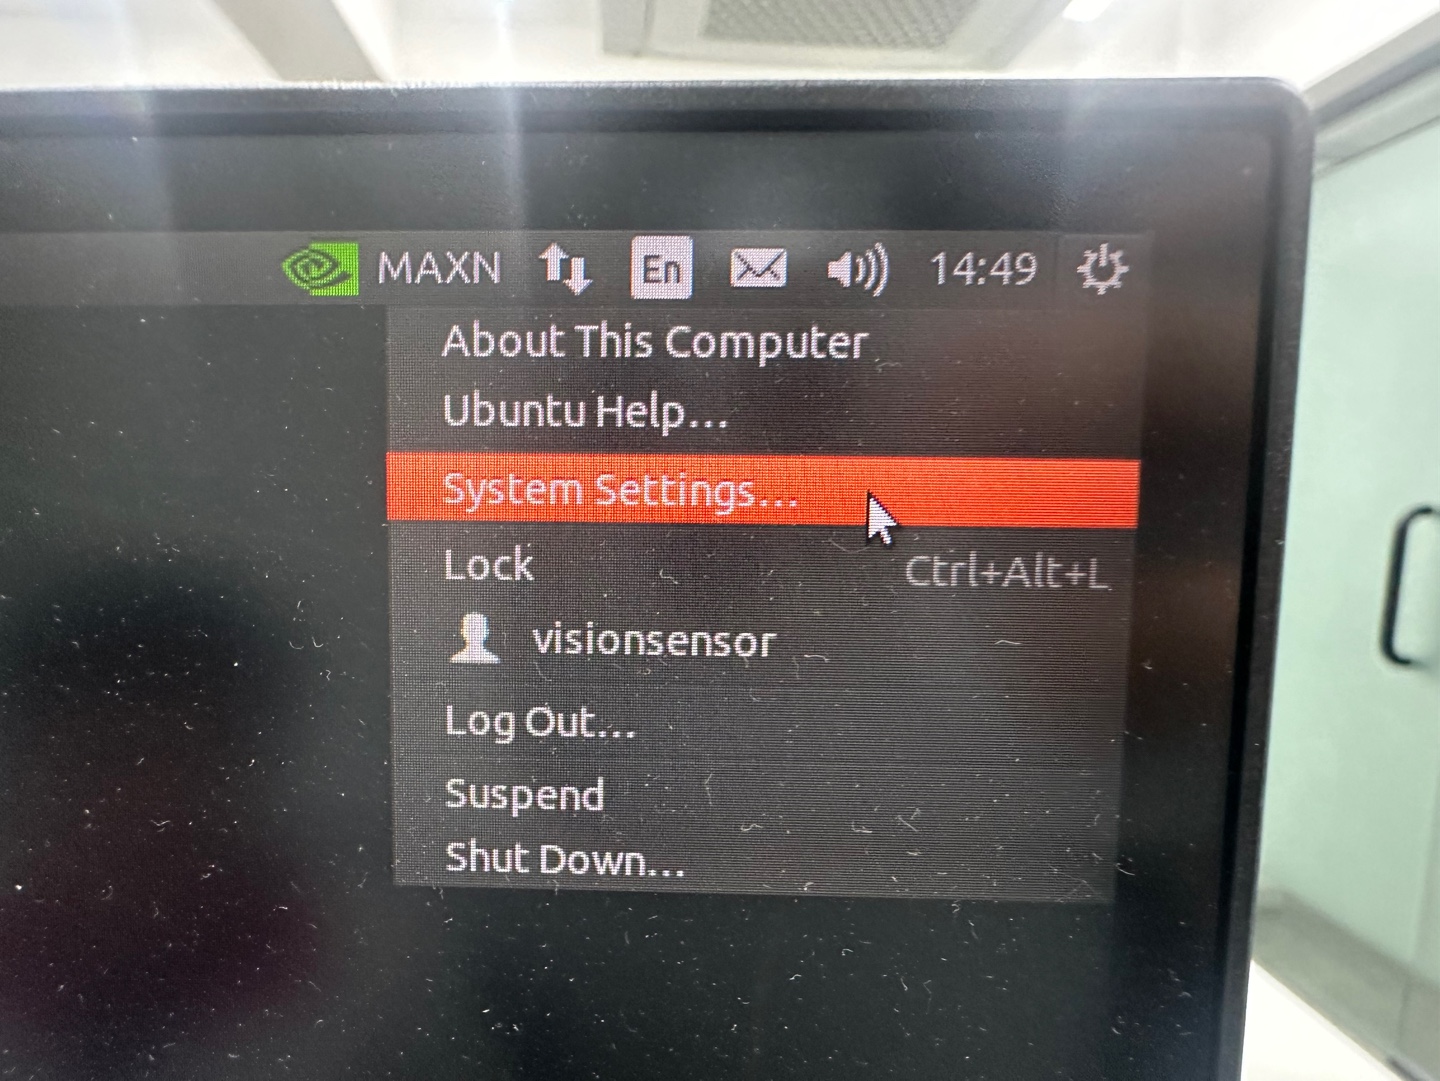 MAXN En 14:49
About This Computer
Ubuntu Help...
System Settings...
Lock Ctrl+Alt+L
visionsensor
Log Out...
Suspend
Shut Down...